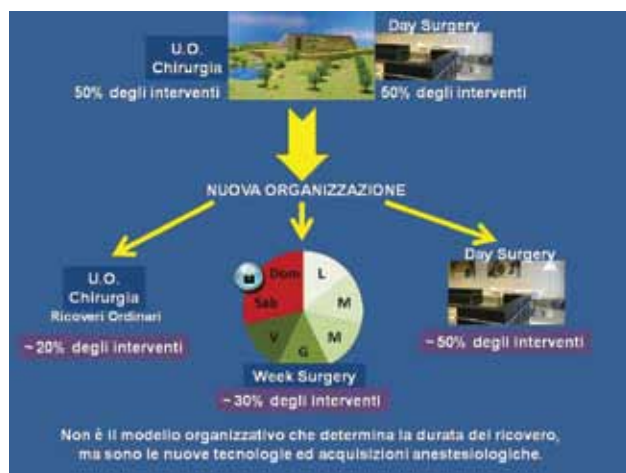 U.O.
Chirurgia
50% degli interventi
Day Surgery
50% degli interventi
NUOVA ORGANIZZAZIONE
U.O.
Chirurgia
Ricoveri Ordinari
~20% degli interventi
Dom
L
Sab
M
V
M
G
Week Surgery
~30% degli interventi
Day Surgery
~50% degli interventi
Non è il modello organizzativo che determina la durata del ricovero,
ma sono le nuove tecnologie ed acquisizioni anestesiologiche.